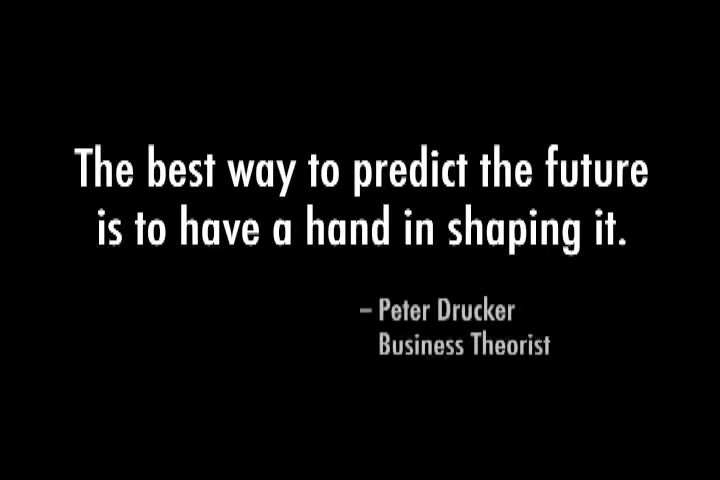 The best way to predict the future
is to have a hand in shaping it.
– Peter Drucker
Business Theorist